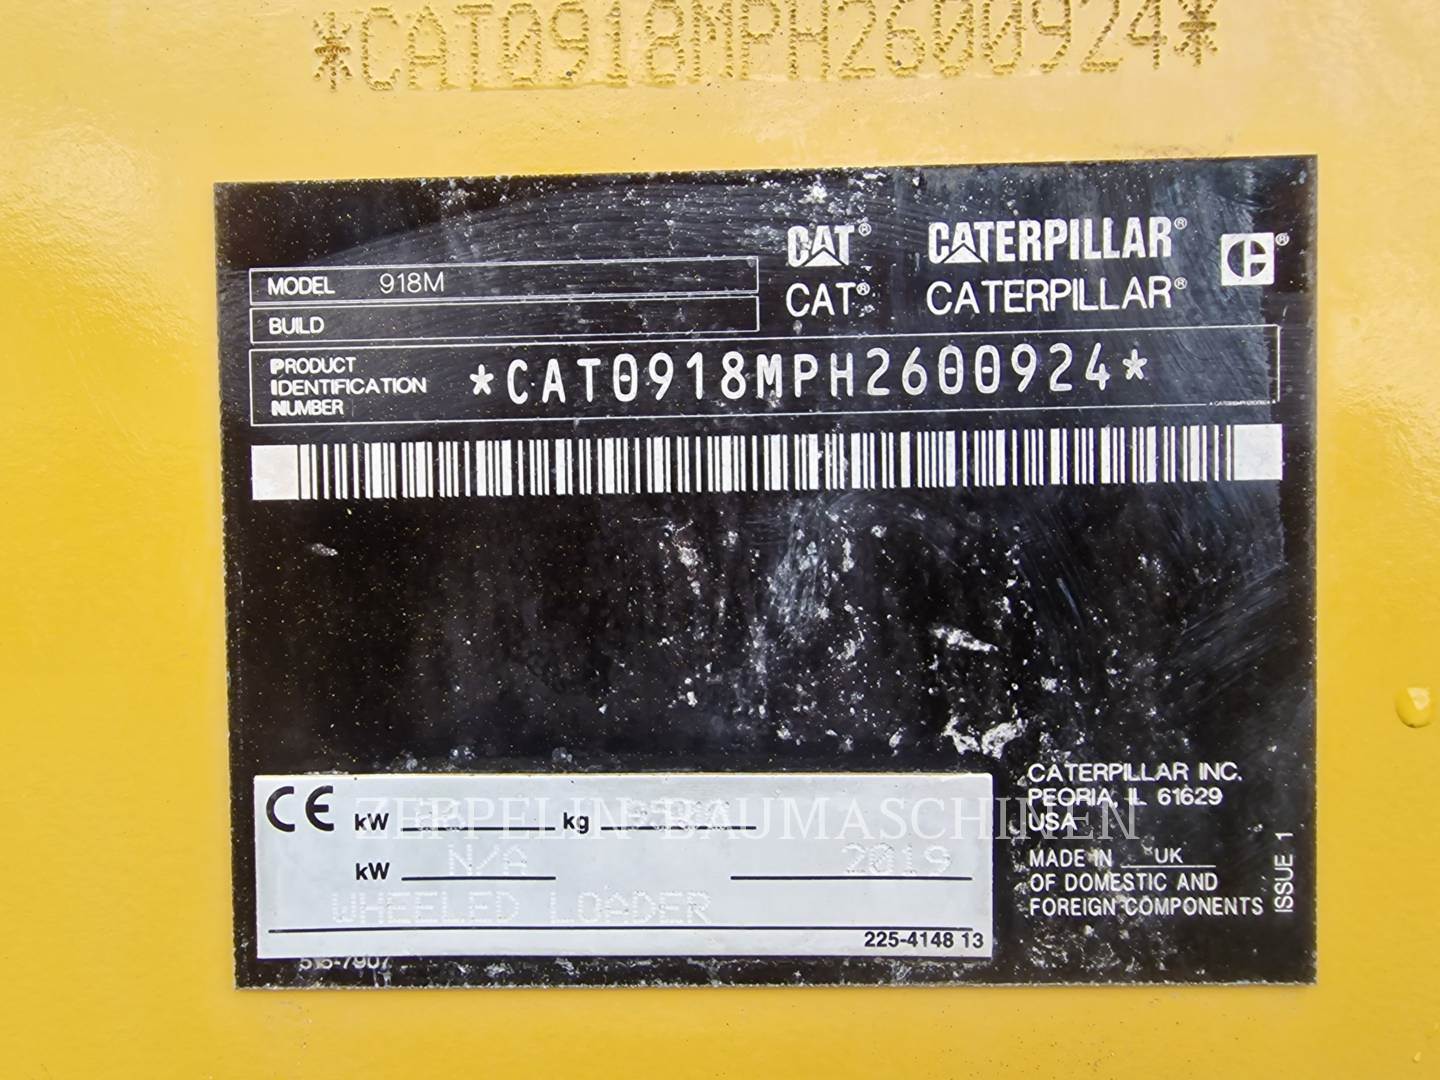 *CAT0918MPH2600924*
CAT® CATERPILLAR® ®
MODEL 918M
CAT® CATERPILLAR®
BUILD
PRODUCT
IDENTIFICATION
NUMBER
*CAT0918MPH2600924*
CATERPILLAR INC.
PEORIA, IL 61629
USA
MADE IN UK
OF DOMESTIC AND
FOREIGN COMPONENTS
ISSUE 1
CE kW kg
ZEPPELIN BAUMASCHINEN
kW N/A 2019
WHEELED LOADER
225-4148 13